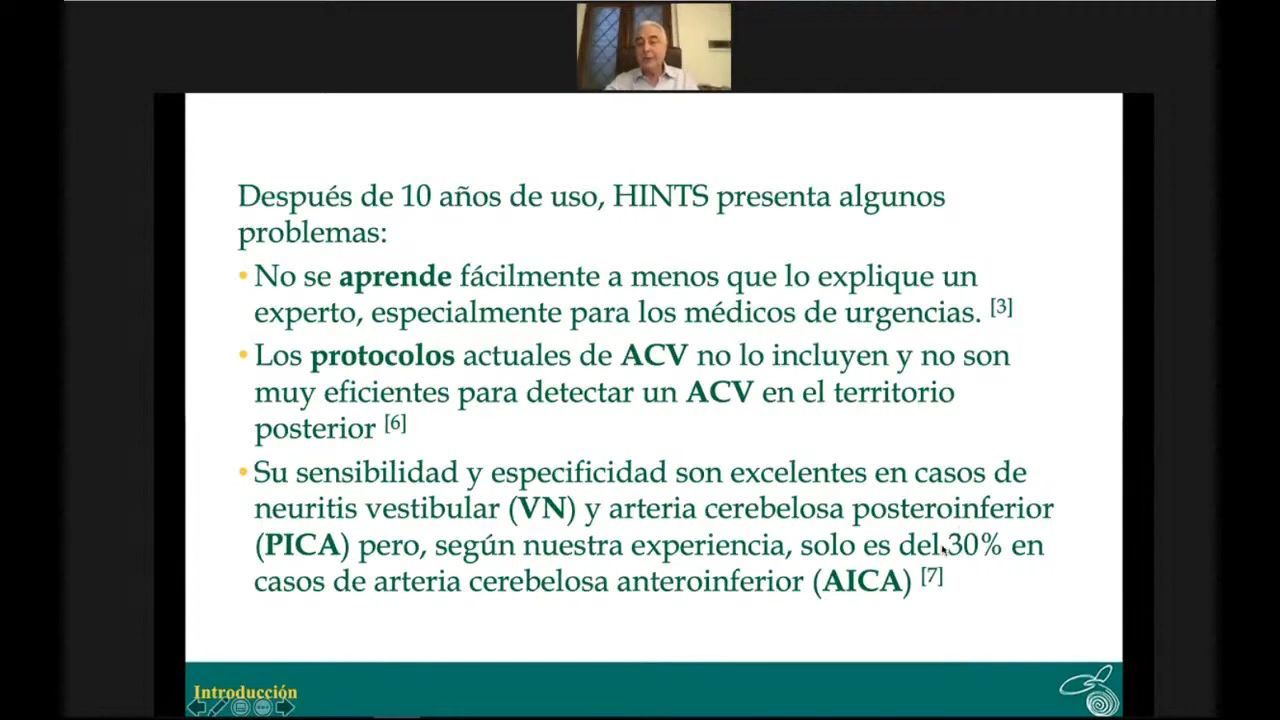 Después de 10 años de uso, HINTS presenta algunos
problemas:
• No se aprende fácilmente a menos que lo explique un
experto, especialmente para los médicos de urgencias. [3]
• Los protocolos actuales de ACV no lo incluyen y no son
muy eficientes para detectar un ACV en el territorio
posterior [6]
• Su sensibilidad y especificidad son excelentes en casos de
neuritis vestibular (VN) y arteria cerebelosa posteroinferior
(PICA) pero, según nuestra experiencia, solo es del 30% en
casos de arteria cerebelosa anteroinferior (AICA) [7]
Introducción